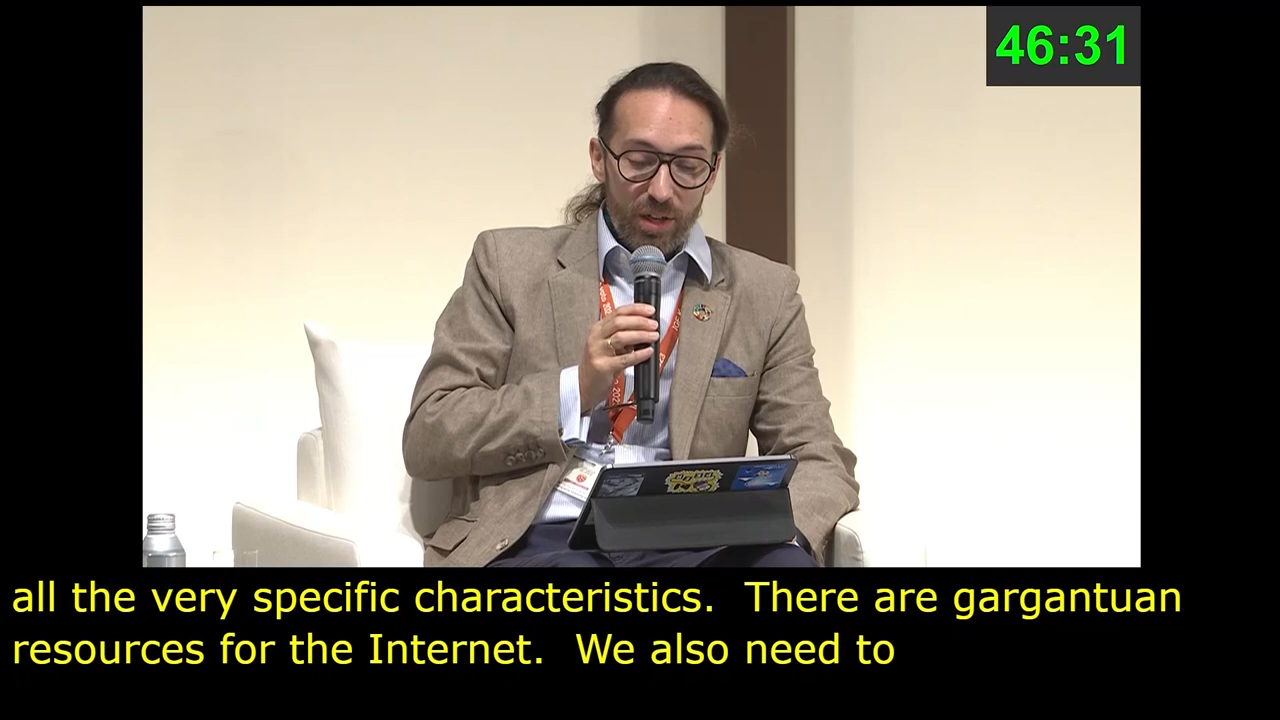 46:31
all the very specific characteristics.  There are gargantuan
resources for the Internet.  We also need to